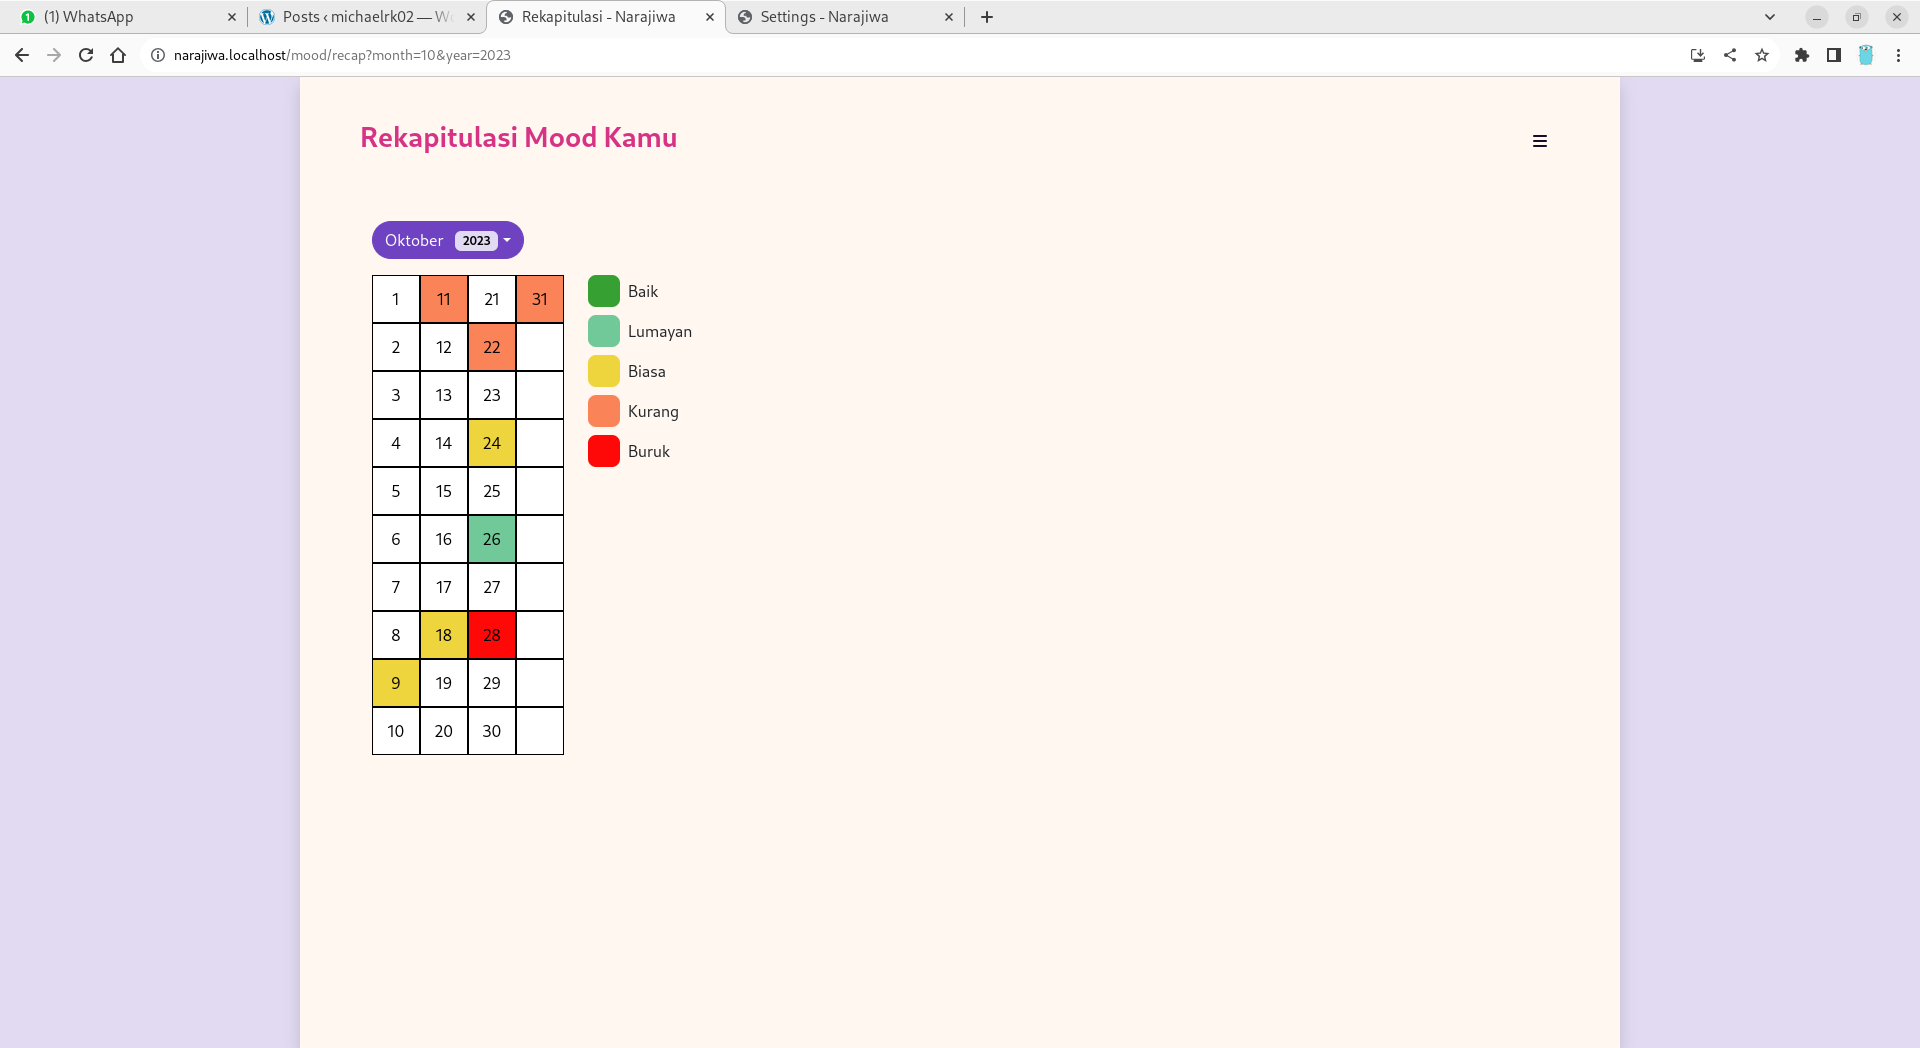 (1) WhatsApp
Posts ‹ michaelrk02 — W
Rekapitulasi - Narajiwa
Settings - Narajiwa
narajiwa.localhost/mood/recap?month=10&year=2023
Rekapitulasi Mood Kamu
Oktober 2023
1 11 21 31
2 12 22
3 13 23
4 14 24
5 15 25
6 16 26
7 17 27
8 18 28
9 19 29
10 20 30
Baik
Lumayan
Biasa
Kurang
Buruk